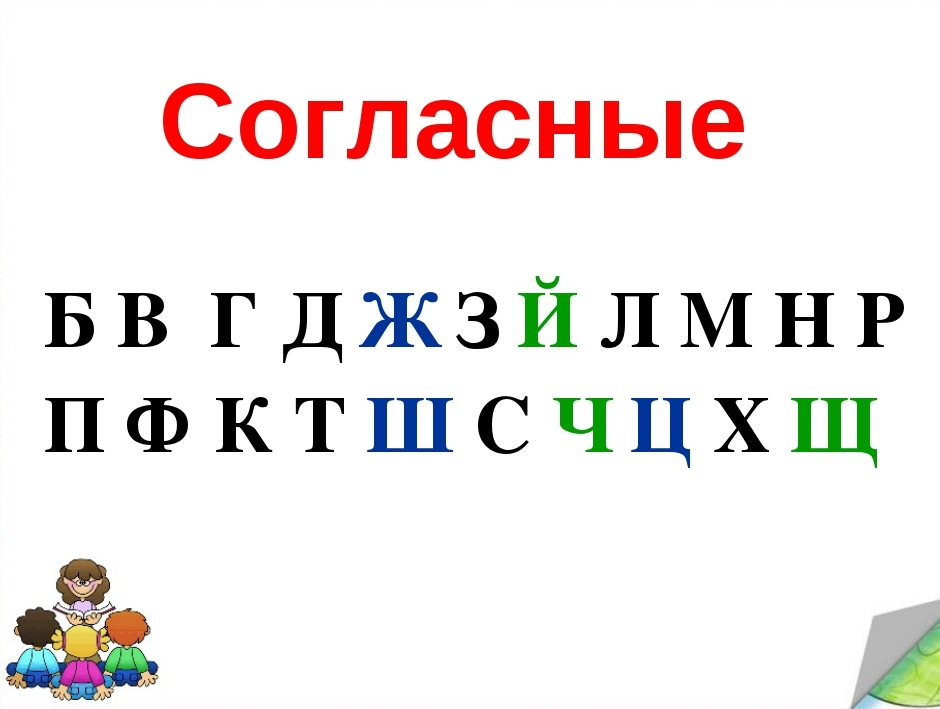 Согласные
Б В Г Д Ж З Й Л М Н Р
П Ф К Т Ш С Ч Ц Х Щ